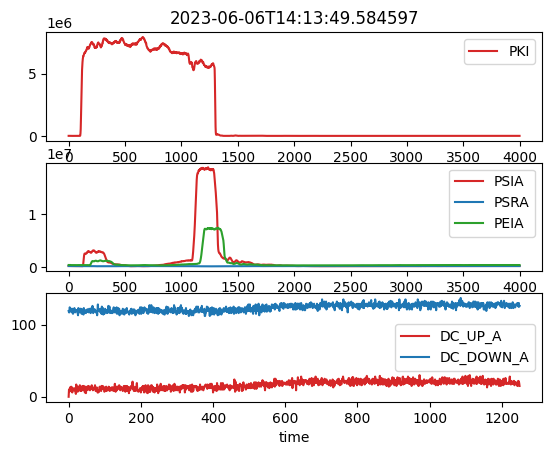 2023-06-06T14:13:49.584597
1e6
PKI
5
0
0 500 1000 1500 2000 2500 3000 3500 4000
1e7
PSIA
PSRA
PEIA
1
0
0 500 1000 1500 2000 2500 3000 3500 4000
100
DC_UP_A
DC_DOWN_A
0
0 200 400 600 800 1000 1200
time